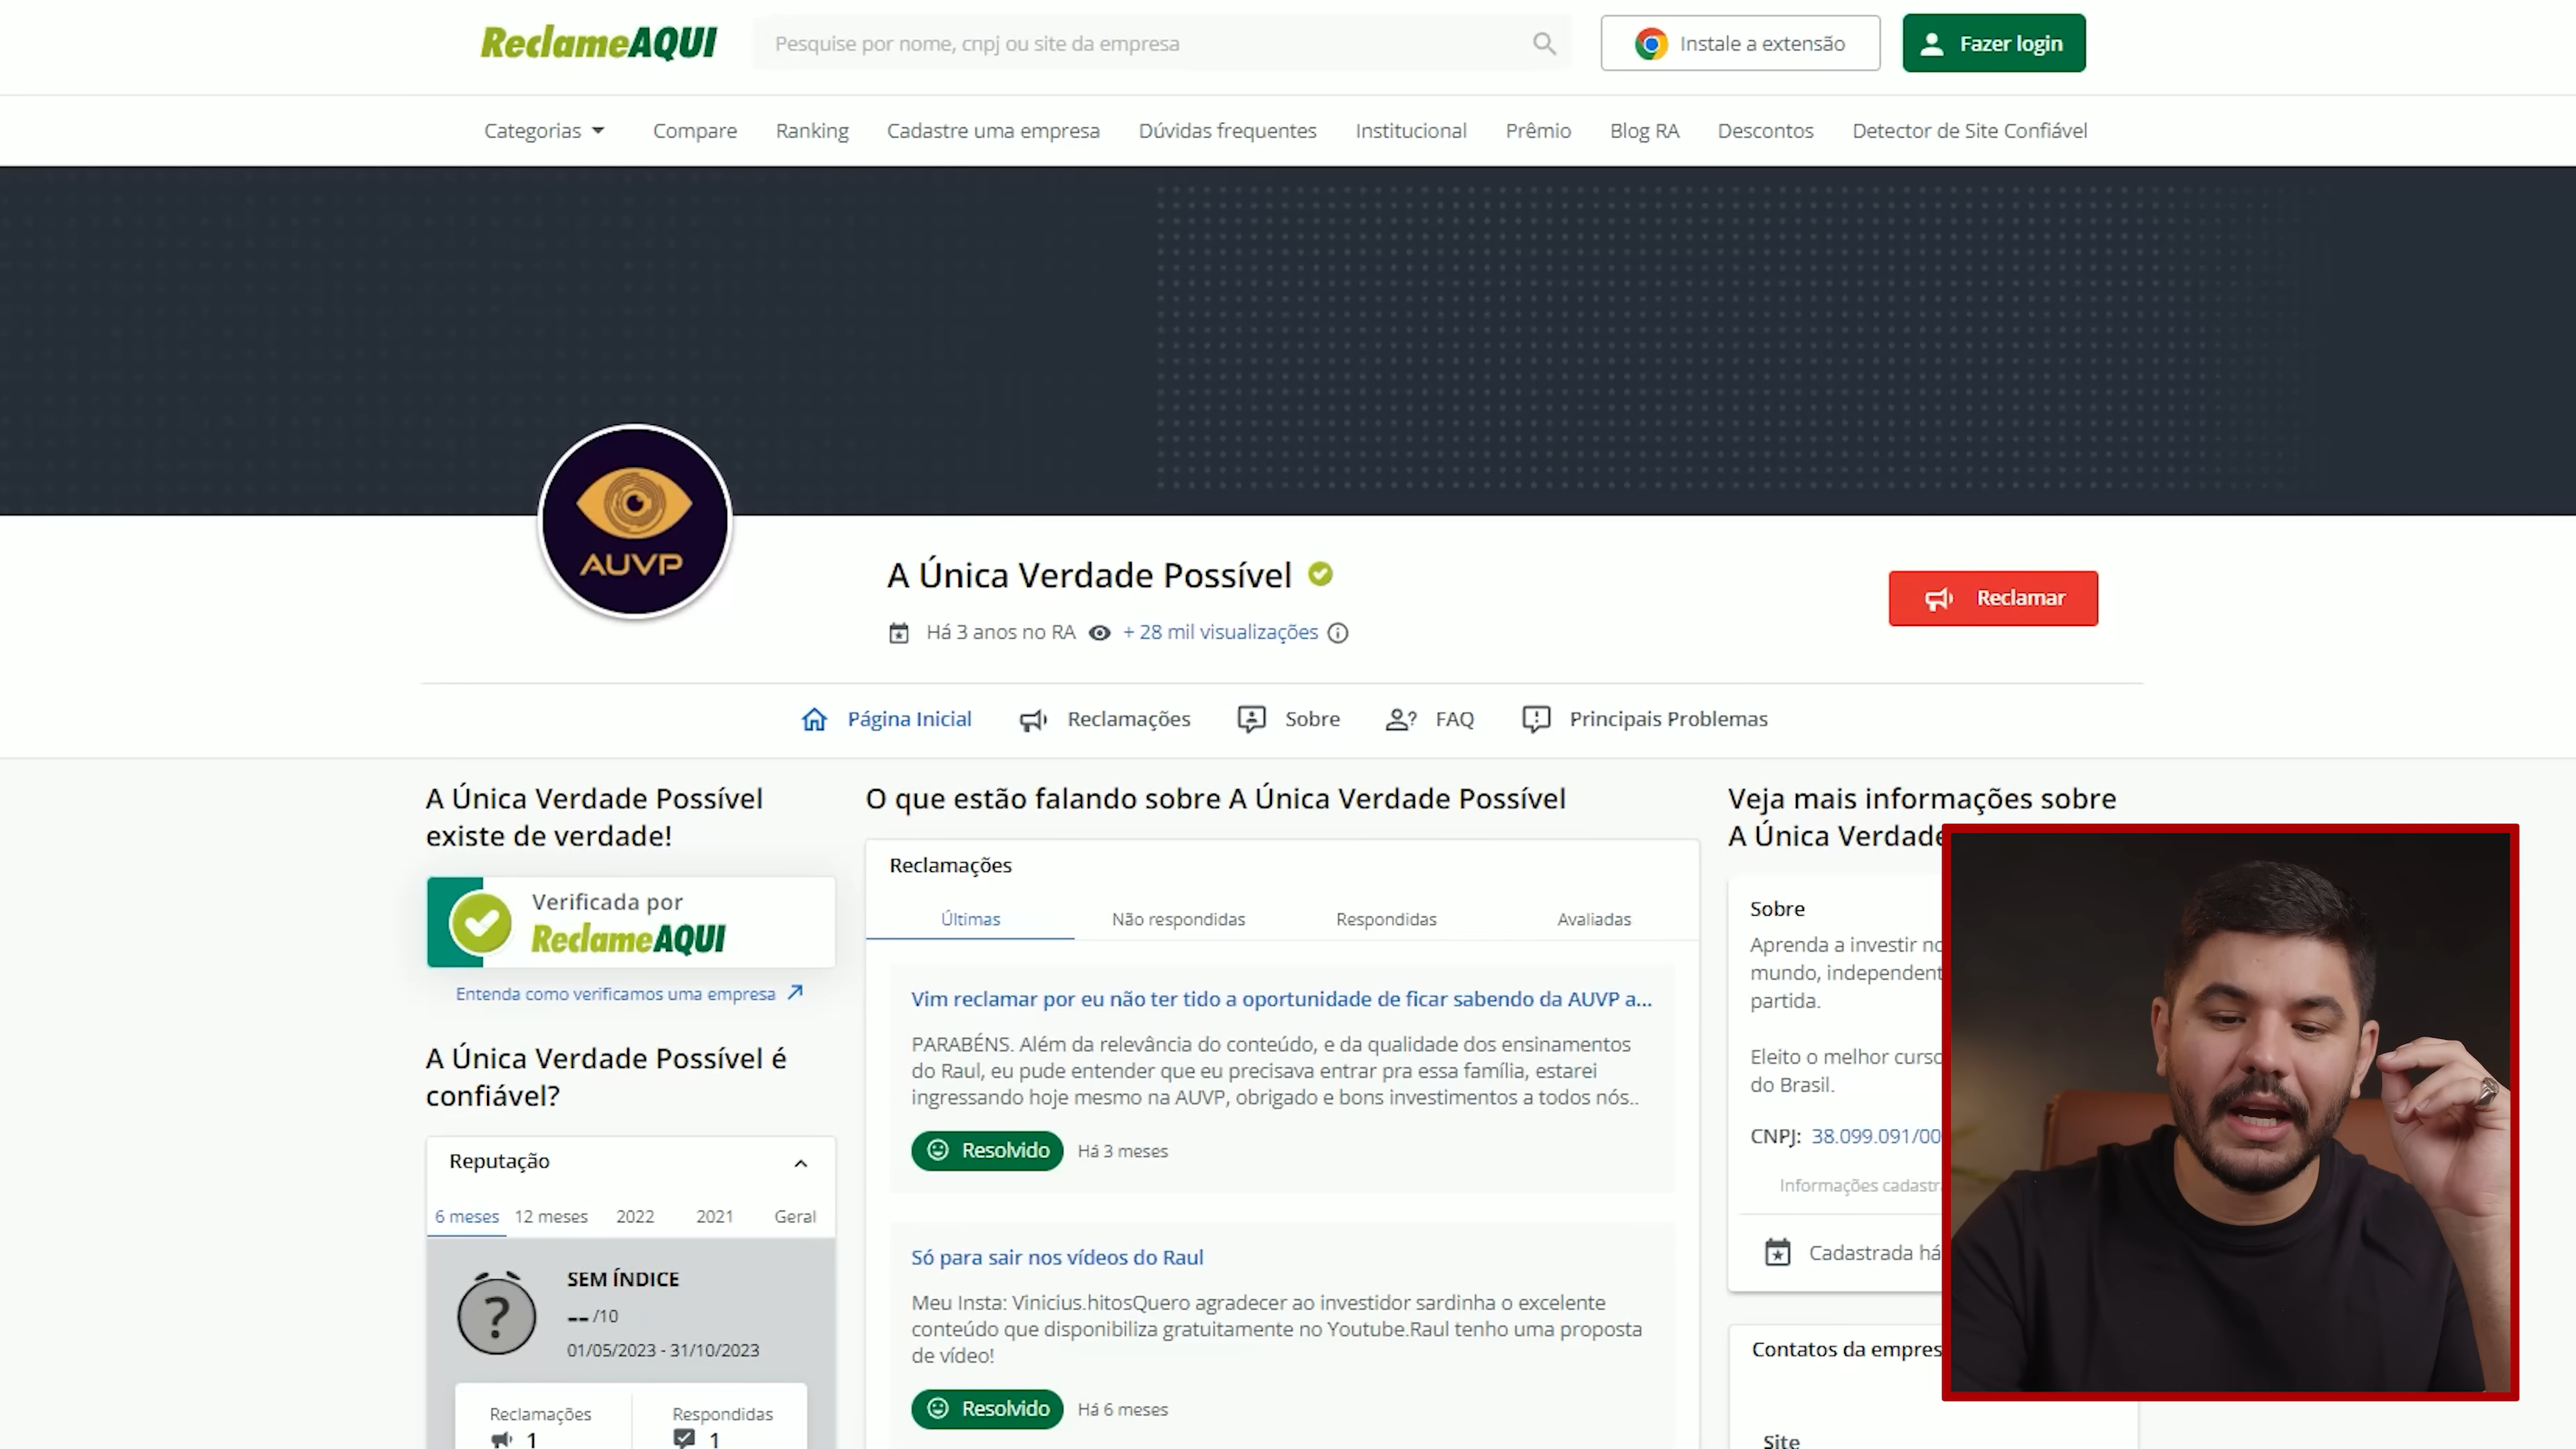 ReclameAQUI
Pesquise por nome, cnpj ou site da empresa
Instale a extensão
Fazer login
Categorias
Compare
Ranking
Cadastre uma empresa
Dúvidas frequentes
Institucional
Prêmio
Blog RA
Descontos
Detector de Site Confiável
AUVP
A Única Verdade Possível
Há 3 anos no RA
+ 28 mil visualizações
Reclamar
Página Inicial
Reclamações
Sobre
FAQ
Principais Problemas
A Única Verdade Possível
existe de verdade!
Verificada por
ReclameAQUI
Entenda como verificamos uma empresa
A Única Verdade Possível é
confiável?
Reputação
6 meses
12 meses
2022
2021
Geral
SEM ÍNDICE
-- /10
01/05/2023 - 31/10/2023
Reclamações
1
Respondidas
1
O que estão falando sobre A Única Verdade Possível
Reclamações
Últimas
Não respondidas
Respondidas
Avaliadas
Vim reclamar por eu não ter tido a oportunidade de ficar sabendo da AUVP a...
PARABÉNS. Além da relevância do conteúdo, e da qualidade dos ensinamentos
do Raul, eu pude entender que eu precisava entrar pra essa família, estarei
ingressando hoje mesmo na AUVP, obrigado e bons investimentos a todos nós..
Resolvido
Há 3 meses
Só para sair nos vídeos do Raul
Meu Insta: Vinicius.hitosQuero agradecer ao investidor sardinha o excelente
conteúdo que disponibiliza gratuitamente no Youtube.Raul tenho uma proposta
de vídeo!
Resolvido
Há 6 meses
Veja mais informações sobre
A Única Verdade
Sobre
Aprenda a investir no
mundo, independent
partida.
Eleito o melhor curso
do Brasil.
CNPJ: 38.099.091/00
Informações cadastr
Cadastrada há
Contatos da empres
Site